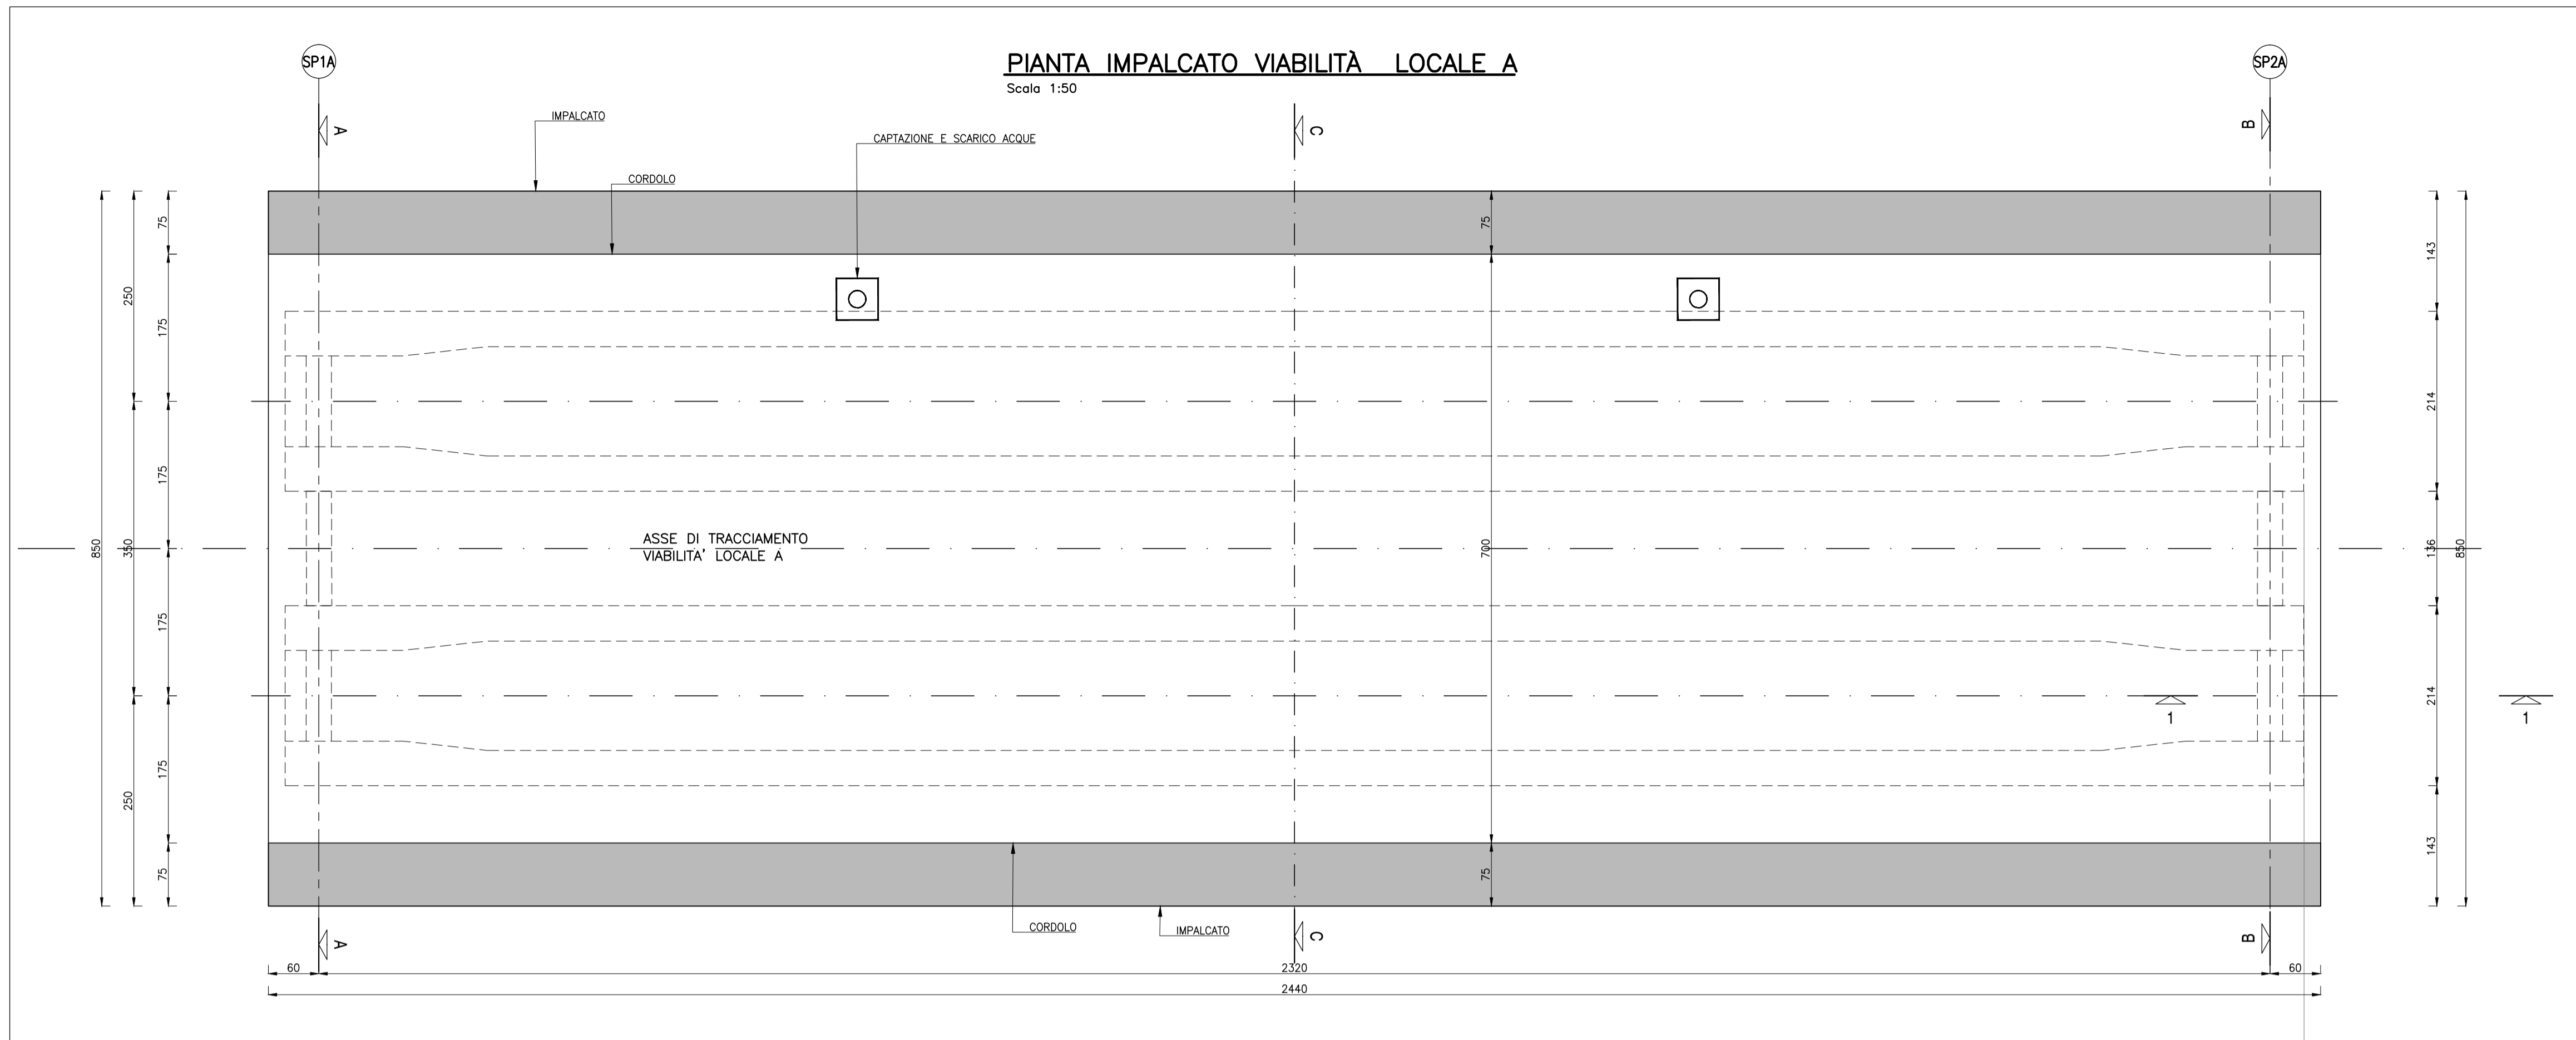 SP1A
PIANTA IMPALCATO VIABILITÀ LOCALE A
SP2A
Scala 1:50
IMPALCATO
A
C
B
CAPTAZIONE E SCARICO ACQUE
CORDOLO
75
75
143
250
175
214
175
ASSE DI TRACCIAMENTO
VIABILITA' LOCALE A
850
350
700
136
850
175
214
1
1
175
250
75
75
143
CORDOLO
IMPALCATO
A
C
B
60
2320
60
2440